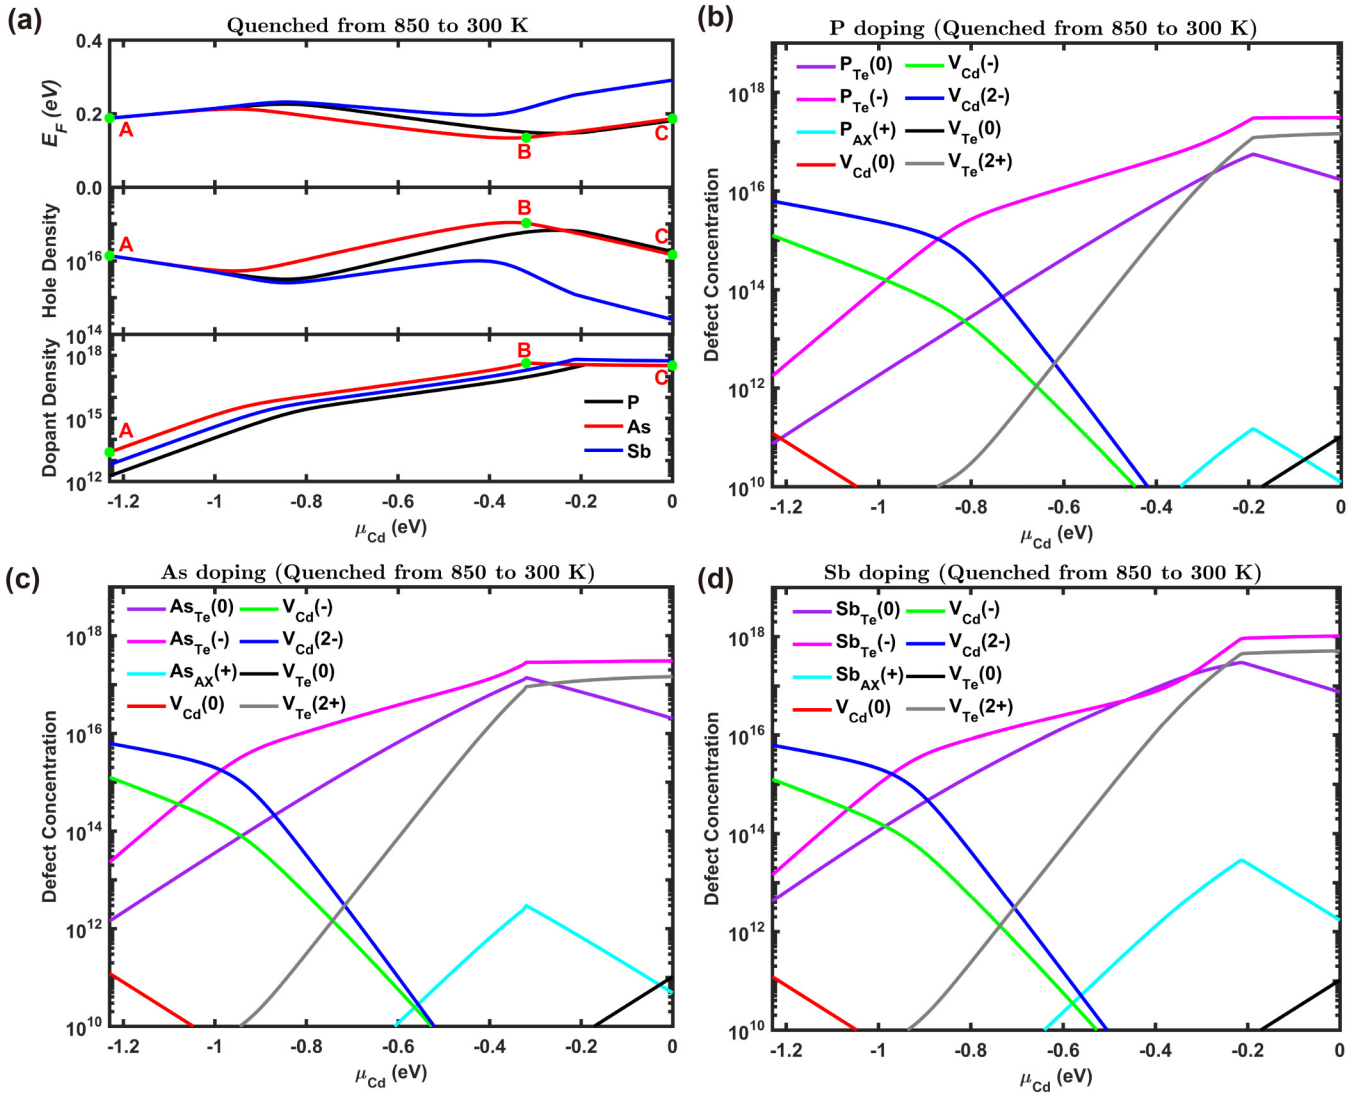 (a)
Quenched from 850 to 300 K
0.4
0.2
0.0
E_F (eV)
A
B
C
10^16
10^14
Hole Density
A
B
C
10^18
10^15
10^12
Dopant Density
A
B
C
P
As
Sb
-1.2 -1 -0.8 -0.6 -0.4 -0.2 0
μ_Cd (eV)
(b)
P doping (Quenched from 850 to 300 K)
P_Te(0) V_Cd(-)
P_Te(-) V_Cd(2-)
P_AX(+) V_Te(0)
V_Cd(0) V_Te(2+)
10^18
10^16
10^14
10^12
10^10
Defect Concentration
-1.2 -1 -0.8 -0.6 -0.4 -0.2 0
μ_Cd (eV)
(c)
As doping (Quenched from 850 to 300 K)
As_Te(0) V_Cd(-)
As_Te(-) V_Cd(2-)
As_AX(+) V_Te(0)
V_Cd(0) V_Te(2+)
10^18
10^16
10^14
10^12
10^10
Defect Concentration
-1.2 -1 -0.8 -0.6 -0.4 -0.2 0
μ_Cd (eV)
(d)
Sb doping (Quenched from 850 to 300 K)
Sb_Te(0) V_Cd(-)
Sb_Te(-) V_Cd(2-)
Sb_AX(+) V_Te(0)
V_Cd(0) V_Te(2+)
10^18
10^16
10^14
10^12
10^10
Defect Concentration
-1.2 -1 -0.8 -0.6 -0.4 -0.2 0
μ_Cd (eV)